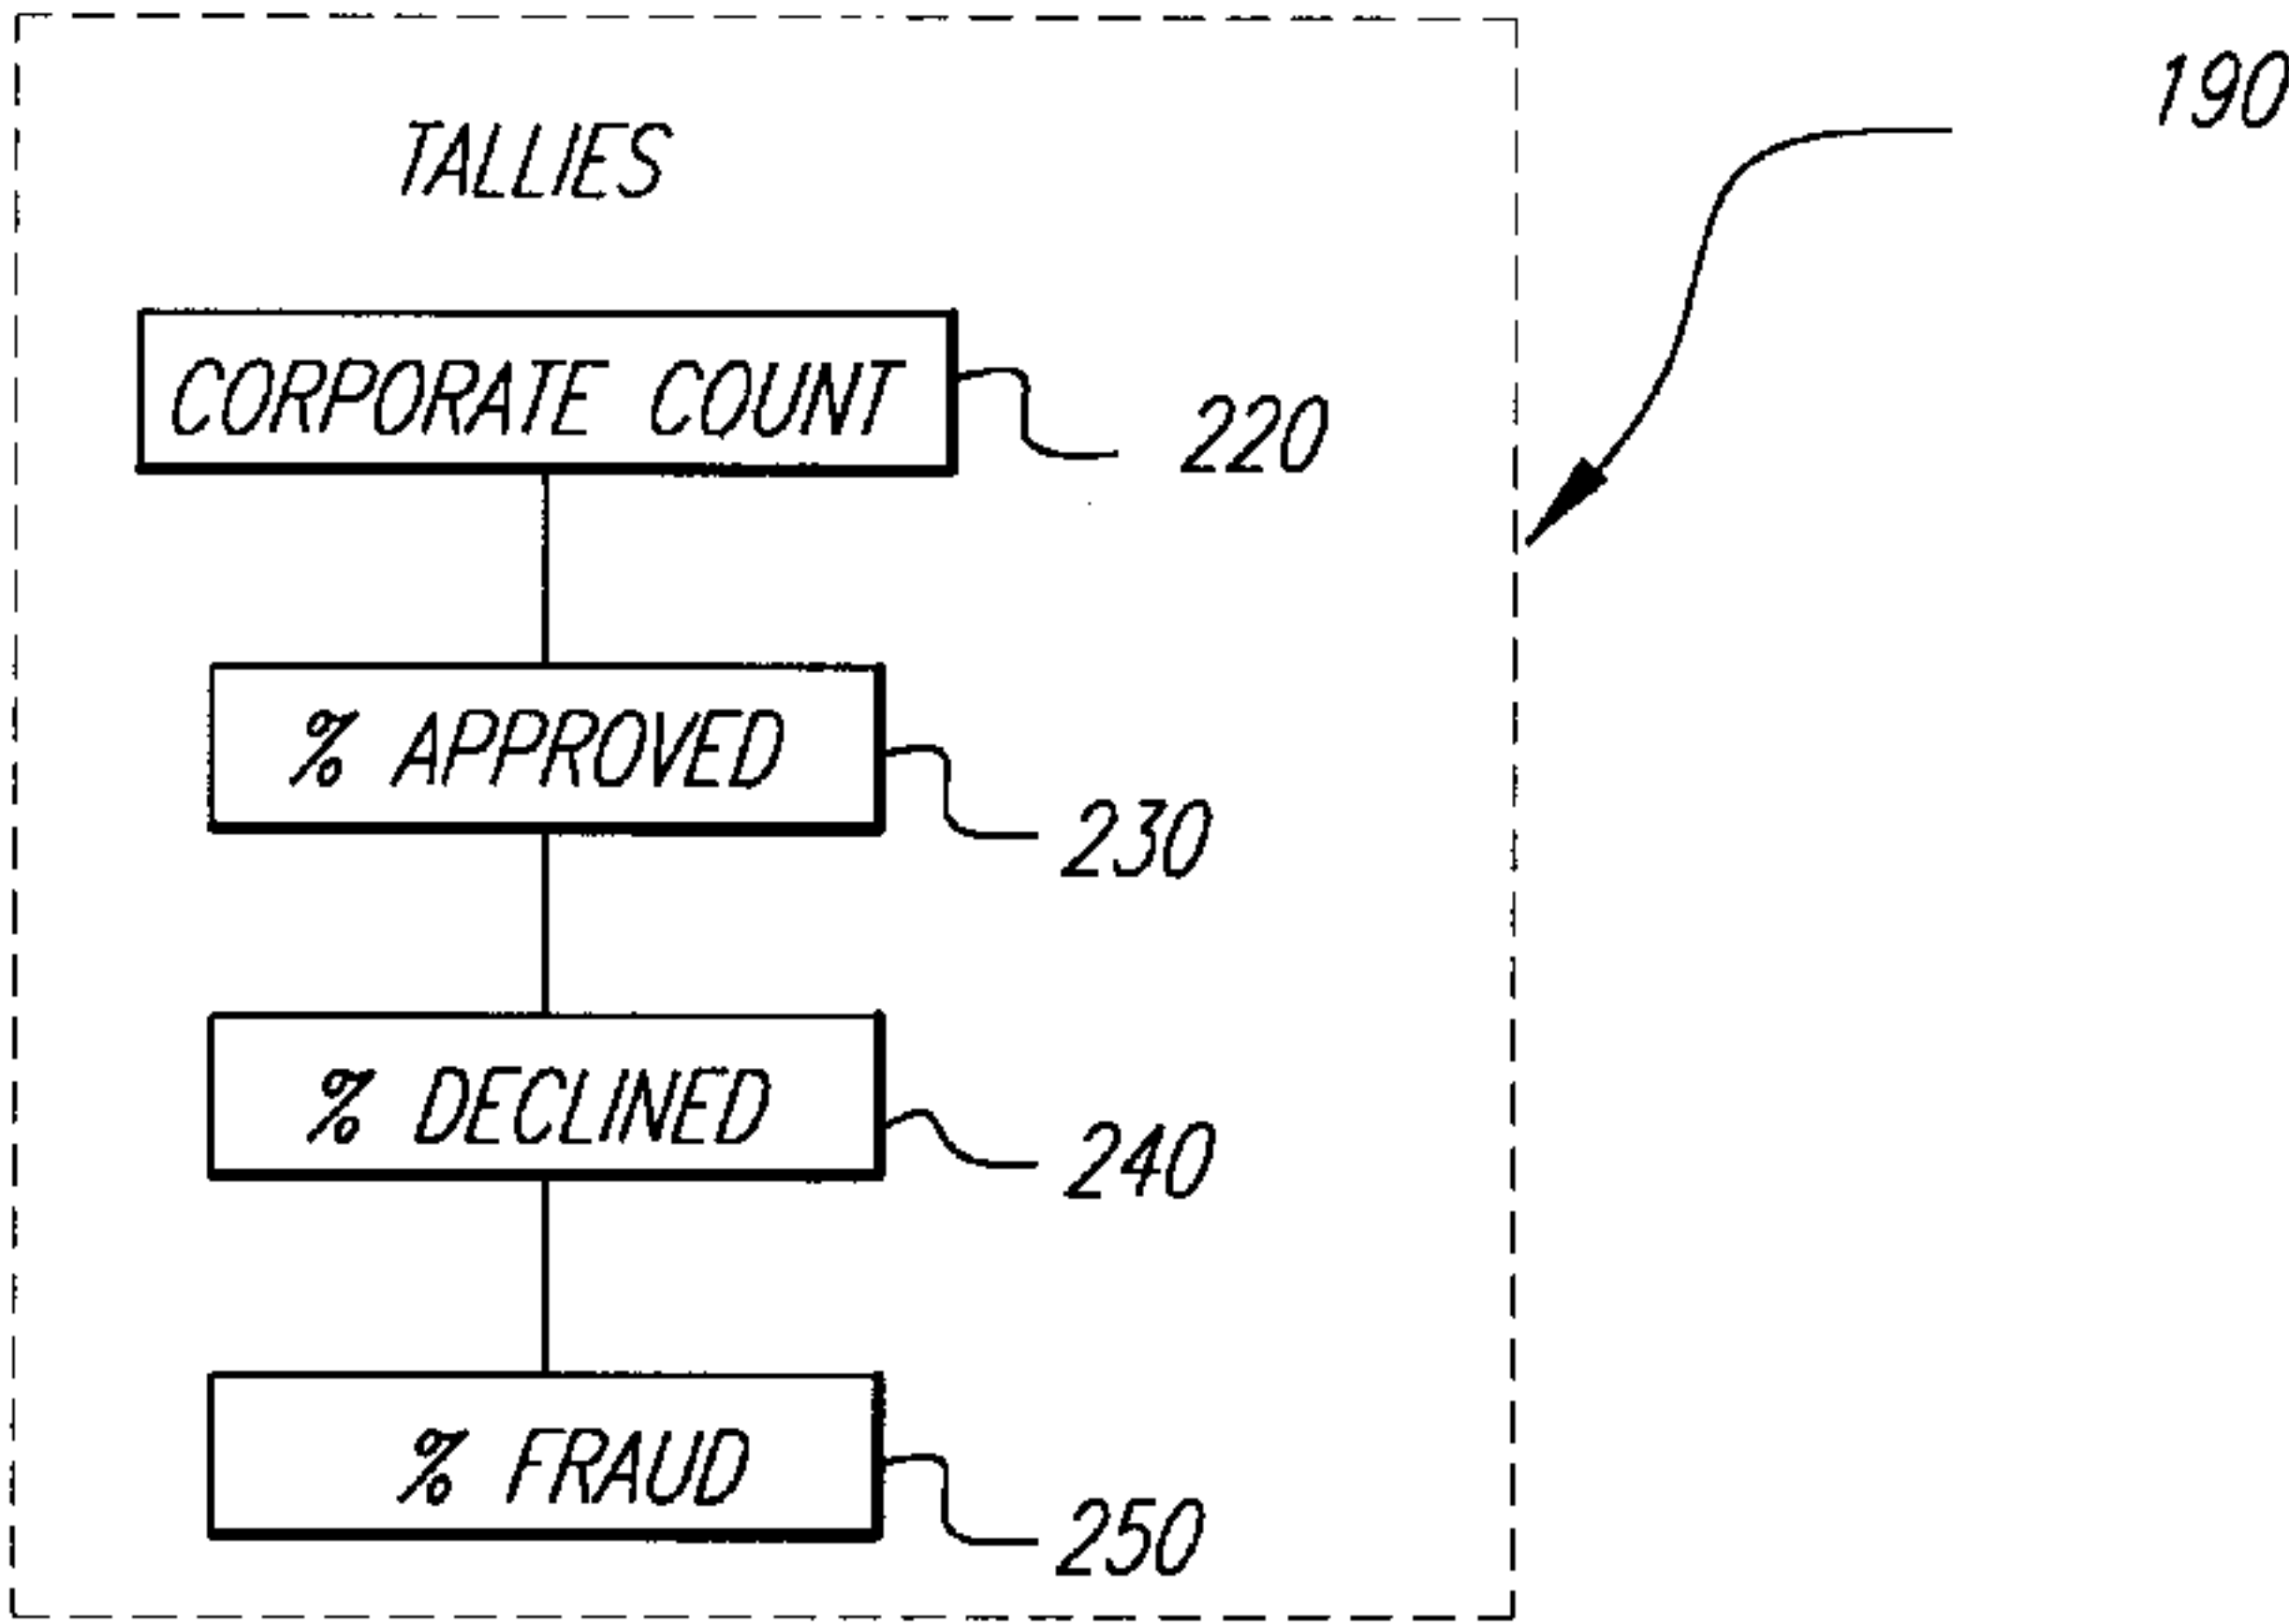 190
TALLIES
CORPORATE COUNT
220
% APPROVED
230
% DECLINED
240
% FRAUD
250